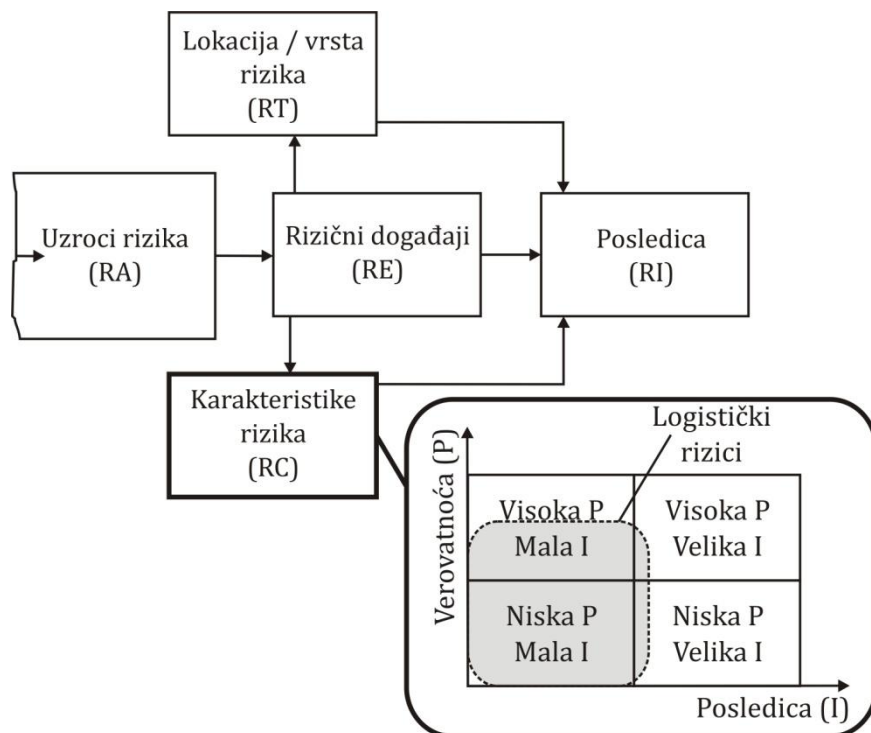 Lokacija / vrsta
rizika
(RT)
Uzroci rizika
(RA)
Rizični događaji
(RE)
Posledica
(RI)
Karakteristike
rizika
(RC)
Logistički
rizici
Verovatnoća (P)
Visoka P
Mala I
Visoka P
Velika I
Niska P
Mala I
Niska P
Velika I
Posledica (I)